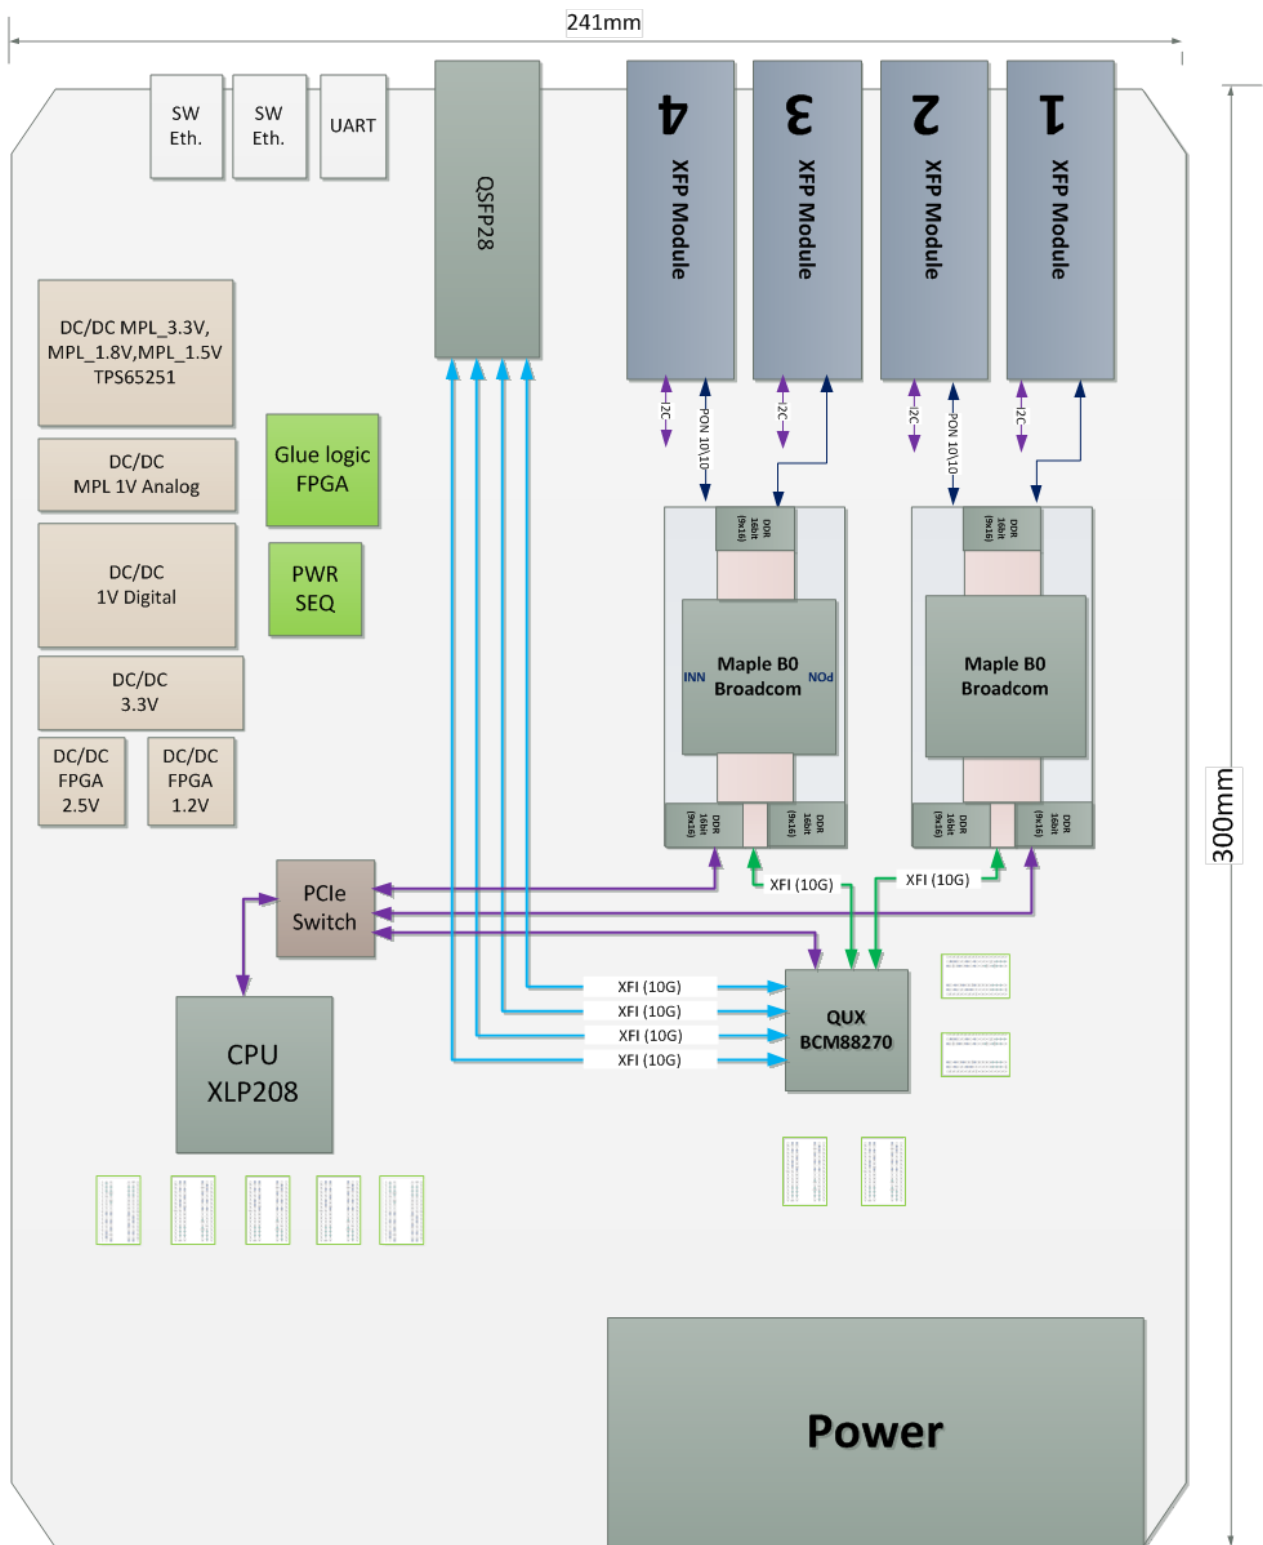 241mm
SW
Eth.
SW
Eth.
UART
QSFP28
4
XFP Module
3
XFP Module
2
XFP Module
1
XFP Module
DC/DC MPL_3.3V,
MPL_1.8V,MPL_1.5V
TPS65251
DC/DC
MPL 1V Analog
DC/DC
1V Digital
DC/DC
3.3V
DC/DC
FPGA
2.5V
DC/DC
FPGA
1.2V
Glue logic
FPGA
PWR
SEQ
I2C
PON 10\10
I2C
I2C
PON 10\10
I2C
DDR
16bit
(9x16)
DDR
16bit
(9x16)
Maple B0
Broadcom
NNI
PON
Maple B0
Broadcom
DDR
16bit
(9x16)
DDR
16bit
(9x16)
DDR
16bit
(9x16)
DDR
16bit
(9x16)
300mm
PCIe
Switch
XFI (10G)
XFI (10G)
XFI (10G)
XFI (10G)
XFI (10G)
XFI (10G)
QUX
BCM88270
CPU
XLP208
Power